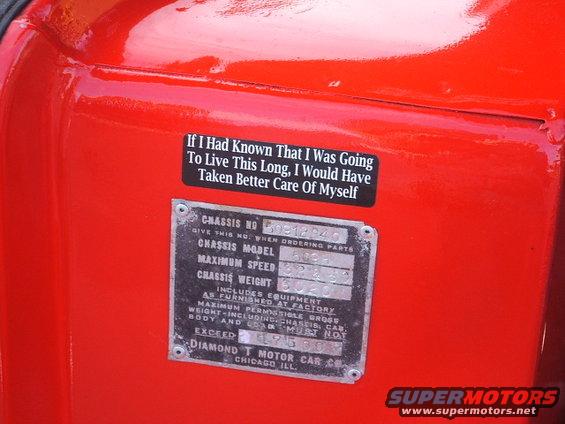 If I Had Known That I Was Going
To Live This Long, I Would Have
Taken Better Care Of Myself
CHASSIS NO
GIVE THIS NO. WHEN ORDERING PARTS
CHASSIS MODEL
MAXIMUM SPEED
CHASSIS WEIGHT
INCLUDES EQUIPMENT
AS FURNISHED AT FACTORY
MAXIMUM PERMISSIBLE GROSS
WEIGHT-INCLUDING-CHASSIS, CAB,
BODY AND LOAD-MUST NOT
EXCEED
DIAMOND T MOTOR CAR CO.
CHICAGO ILL.
SUPERMOTORS
www.supermotors.net